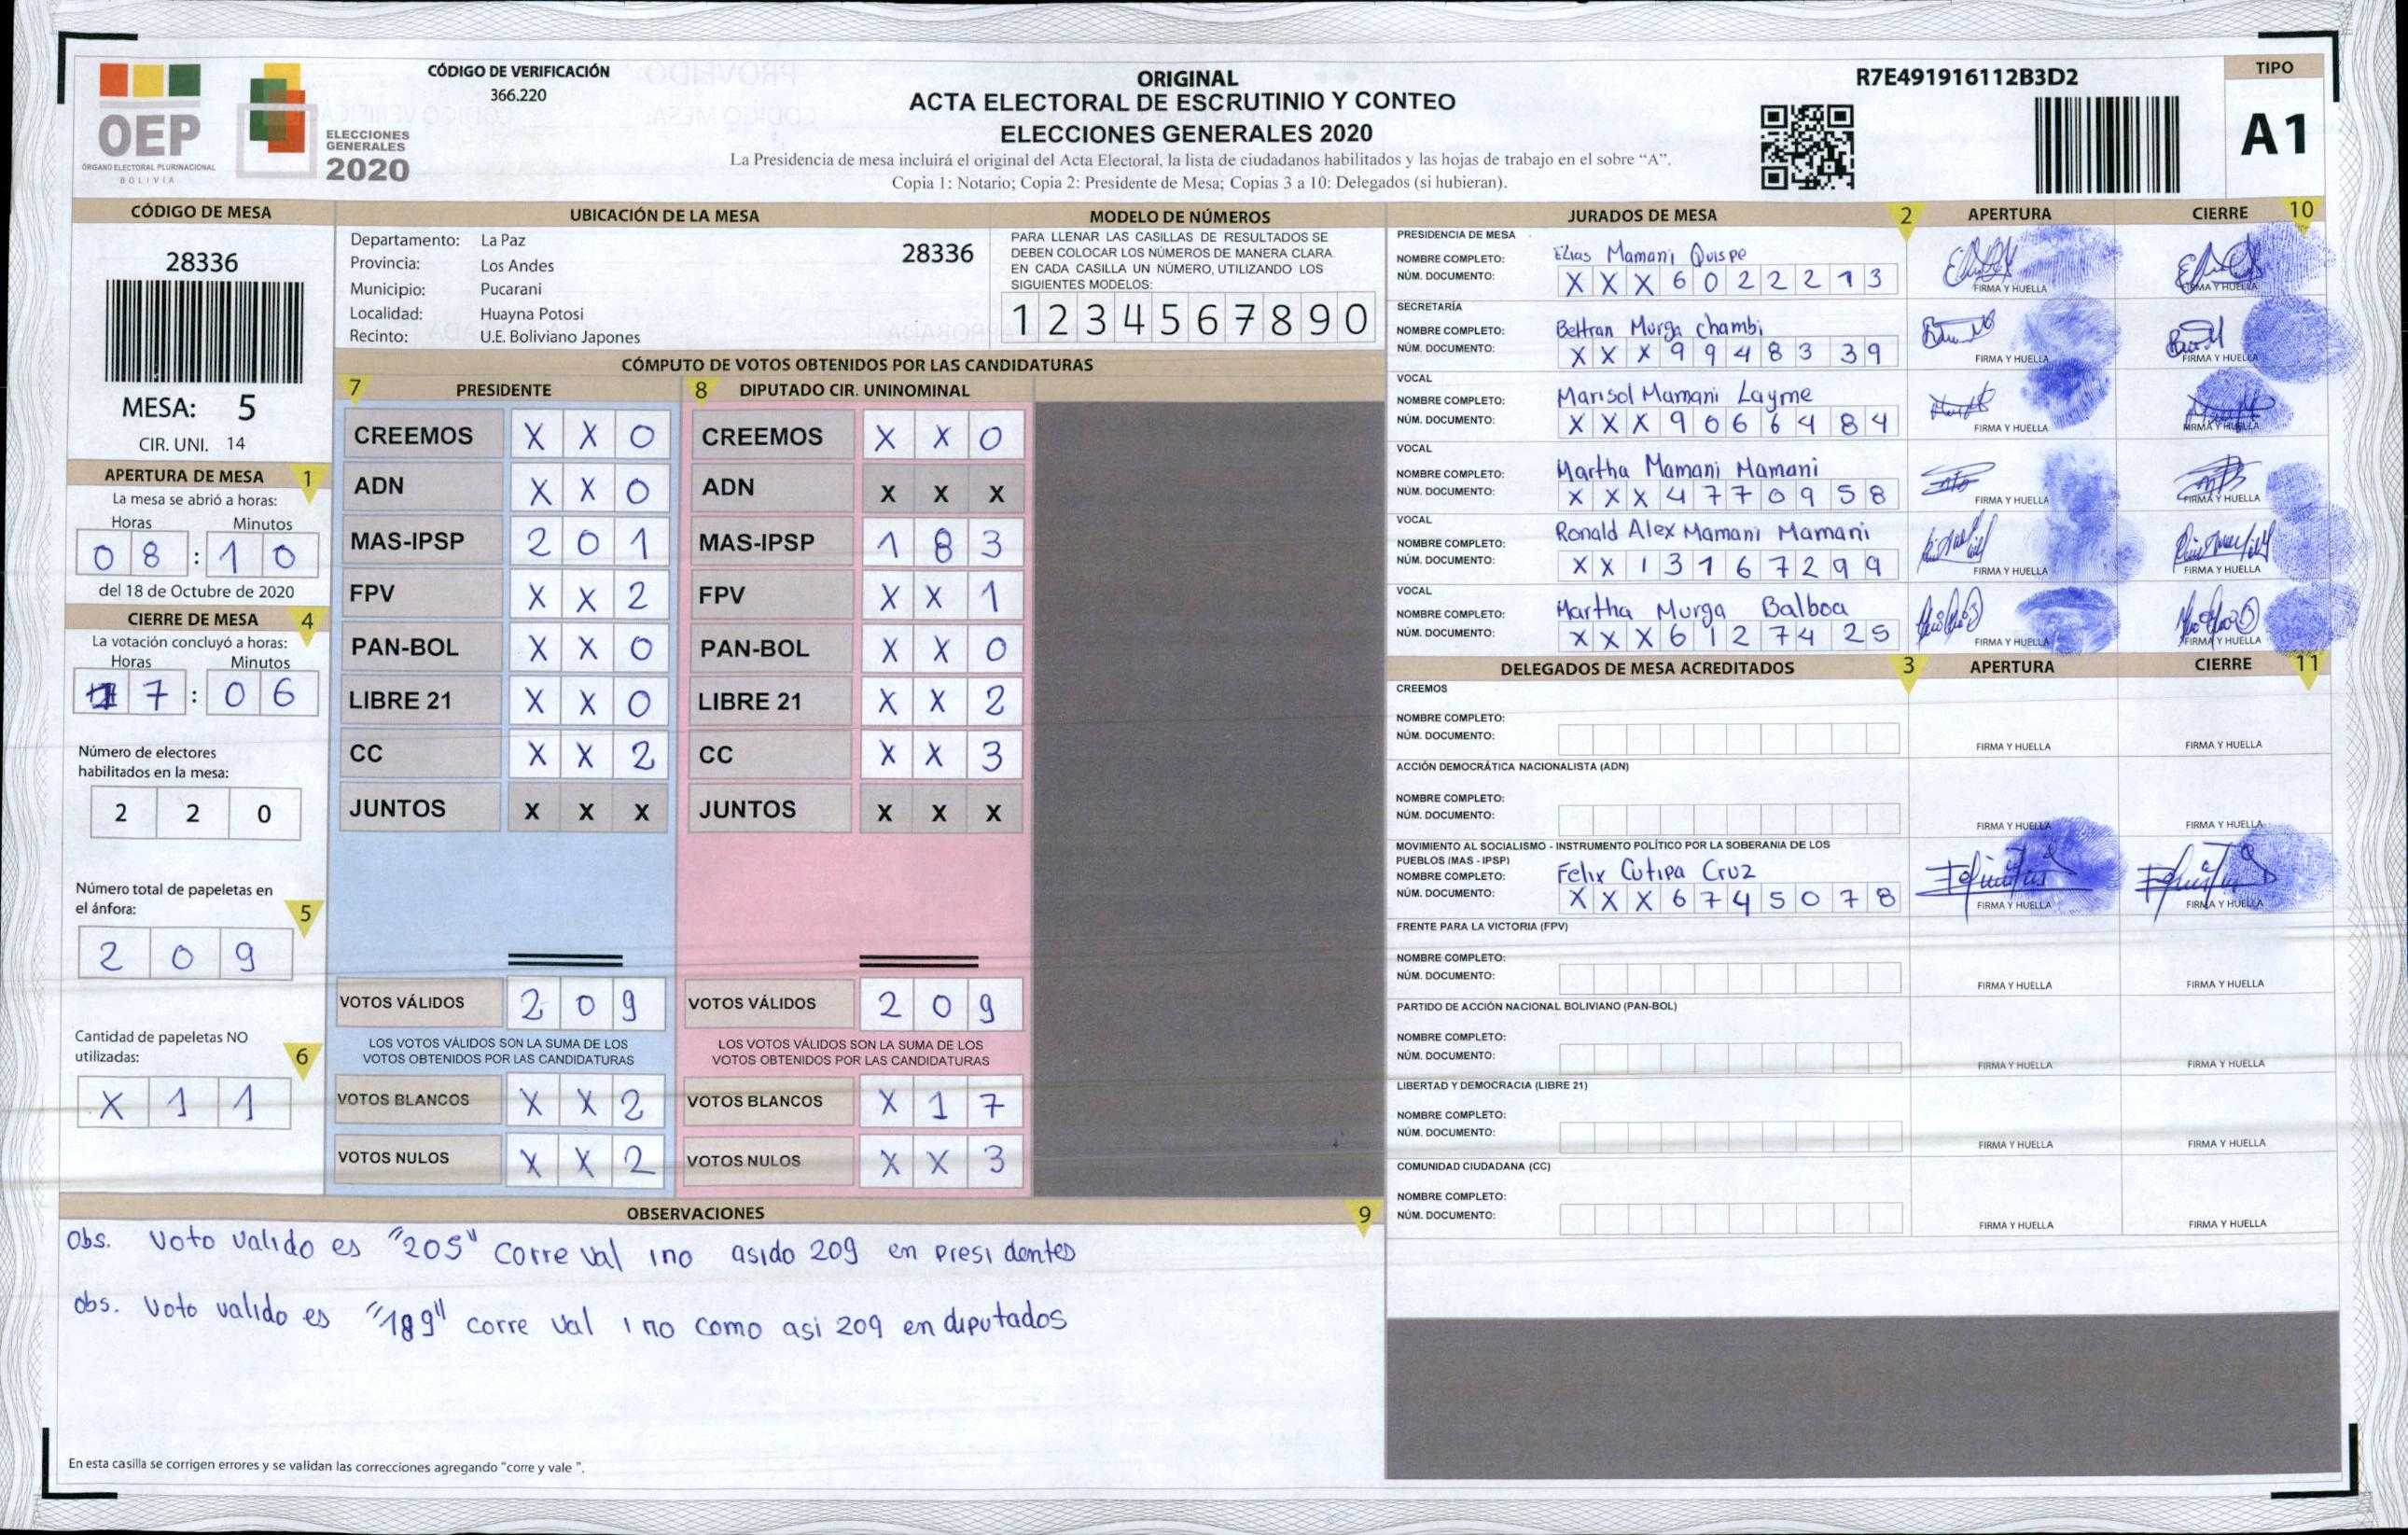 OEP
ÓRGANO ELECTORAL PLURINACIONAL
BOLIVIA
ELECCIONES
GENERALES
2020
CÓDIGO DE VERIFICACIÓN
366.220
ORIGINAL
ACTA ELECTORAL DE ESCRUTINIO Y CONTEO
ELECCIONES GENERALES 2020
La Presidencia de mesa incluirá el original del Acta Electoral, la lista de ciudadanos habilitados y las hojas de trabajo en el sobre “A”.
Copia 1: Notario; Copia 2: Presidente de Mesa; Copias 3 a 10: Delegados (si hubieran).
R7E491916112B3D2
TIPO
A1
CÓDIGO DE MESA
28336
MESA: 5
CIR. UNI. 14
APERTURA DE MESA 1
La mesa se abrió a horas:
Horas Minutos
0 8 : 1 0
del 18 de Octubre de 2020
CIERRE DE MESA 4
La votación concluyó a horas:
Horas Minutos
1 7 : 0 6
Número de electores
habilitados en la mesa:
2 2 0
Número total de papeletas en
el ánfora: 5
2 0 9
Cantidad de papeletas NO
utilizadas: 6
X 1 1
UBICACIÓN DE LA MESA
Departamento: La Paz 28336
Provincia: Los Andes
Municipio: Pucarani
Localidad: Huayna Potosi
Recinto: U.E. Boliviano Japones
MODELO DE NÚMEROS
PARA LLENAR LAS CASILLAS DE RESULTADOS SE
DEBEN COLOCAR LOS NÚMEROS DE MANERA CLARA
EN CADA CASILLA UN NÚMERO, UTILIZANDO LOS
SIGUIENTES MODELOS:
1 2 3 4 5 6 7 8 9 0
CÓMPUTO DE VOTOS OBTENIDOS POR LAS CANDIDATURAS
7 PRESIDENTE
CREEMOS X X 0
ADN X X 0
MAS-IPSP 2 0 1
FPV X X 2
PAN-BOL X X 0
LIBRE 21 X X 0
CC X X 2
JUNTOS X X X
VOTOS VÁLIDOS 2 0 9
LOS VOTOS VÁLIDOS SON LA SUMA DE LOS
VOTOS OBTENIDOS POR LAS CANDIDATURAS
VOTOS BLANCOS X X 2
VOTOS NULOS X X 2
8 DIPUTADO CIR. UNINOMINAL
CREEMOS X X 0
ADN X X X
MAS-IPSP 1 8 3
FPV X X 1
PAN-BOL X X 0
LIBRE 21 X X 2
CC X X 3
JUNTOS X X X
VOTOS VÁLIDOS 2 0 9
LOS VOTOS VÁLIDOS SON LA SUMA DE LOS
VOTOS OBTENIDOS POR LAS CANDIDATURAS
VOTOS BLANCOS X 1 7
VOTOS NULOS X X 3
OBSERVACIONES 9
Obs. Voto valido es "205" corre val ino asido 209 en presi dentes
obs. Voto valido es "189" corre val i no como asi 209 en diputados
En esta casilla se corrigen errores y se validan las correcciones agregando "corre y vale ".
JURADOS DE MESA 2 APERTURA CIERRE 10
PRESIDENCIA DE MESA
NOMBRE COMPLETO: Elias Mamani Quispe
NÚM. DOCUMENTO: X X X 6 0 2 2 2 1 3
FIRMA Y HUELLA FIRMA Y HUELLA
SECRETARÍA
NOMBRE COMPLETO: Beltran Murga chambi
NÚM. DOCUMENTO: X X X 9 9 4 8 3 3 9
FIRMA Y HUELLA FIRMA Y HUELLA
VOCAL
NOMBRE COMPLETO: Marisol Mamani Layme
NÚM. DOCUMENTO: X X X 9 0 6 6 4 8 4
FIRMA Y HUELLA FIRMA Y HUELLA
VOCAL
NOMBRE COMPLETO: Martha Mamani Mamani
NÚM. DOCUMENTO: X X X 4 7 7 0 9 5 8
FIRMA Y HUELLA FIRMA Y HUELLA
VOCAL
NOMBRE COMPLETO: Ronald Alex Mamani Mamani
NÚM. DOCUMENTO: X X 1 3 1 6 7 2 9 9
FIRMA Y HUELLA FIRMA Y HUELLA
VOCAL
NOMBRE COMPLETO: Martha Murga Balboa
NÚM. DOCUMENTO: X X X 6 1 2 7 4 2 5
FIRMA Y HUELLA FIRMA Y HUELLA
DELEGADOS DE MESA ACREDITADOS 3 APERTURA CIERRE 11
CREEMOS
NOMBRE COMPLETO:
NÚM. DOCUMENTO:
FIRMA Y HUELLA FIRMA Y HUELLA
ACCIÓN DEMOCRÁTICA NACIONALISTA (ADN)
NOMBRE COMPLETO:
NÚM. DOCUMENTO:
FIRMA Y HUELLA FIRMA Y HUELLA
MOVIMIENTO AL SOCIALISMO - INSTRUMENTO POLÍTICO POR LA SOBERANIA DE LOS
PUEBLOS (MAS - IPSP)
NOMBRE COMPLETO: Felix Cutipa Cruz
NÚM. DOCUMENTO: X X X 6 7 4 5 0 7 8
FIRMA Y HUELLA FIRMA Y HUELLA
FRENTE PARA LA VICTORIA (FPV)
NOMBRE COMPLETO:
NÚM. DOCUMENTO:
FIRMA Y HUELLA FIRMA Y HUELLA
PARTIDO DE ACCIÓN NACIONAL BOLIVIANO (PAN-BOL)
NOMBRE COMPLETO:
NÚM. DOCUMENTO:
FIRMA Y HUELLA FIRMA Y HUELLA
LIBERTAD Y DEMOCRACIA (LIBRE 21)
NOMBRE COMPLETO:
NÚM. DOCUMENTO:
FIRMA Y HUELLA FIRMA Y HUELLA
COMUNIDAD CIUDADANA (CC)
NOMBRE COMPLETO:
NÚM. DOCUMENTO:
FIRMA Y HUELLA FIRMA Y HUELLA